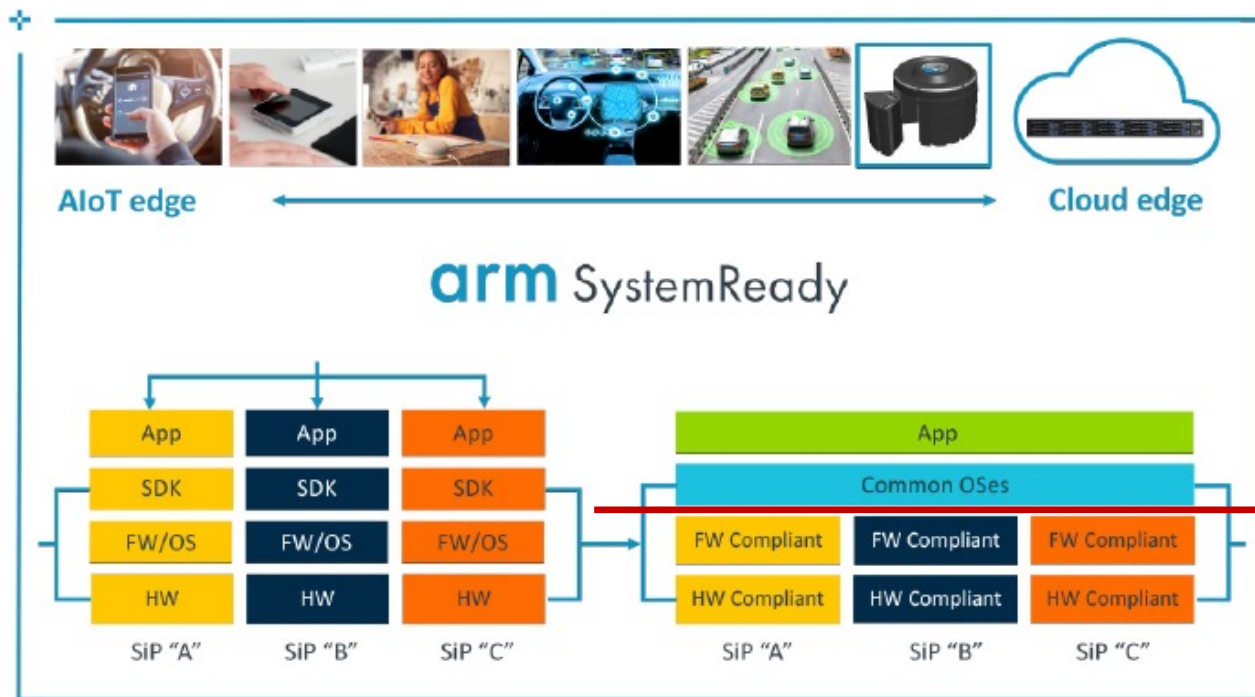 AIoT edge
Cloud edge
arm SystemReady
App App App
SDK SDK SDK
FW/OS FW/OS FW/OS
HW HW HW
SiP “A” SiP “B” SiP “C”
App
Common OSes
FW Compliant FW Compliant FW Compliant
HW Compliant HW Compliant HW Compliant
SiP “A” SiP “B” SiP “C”